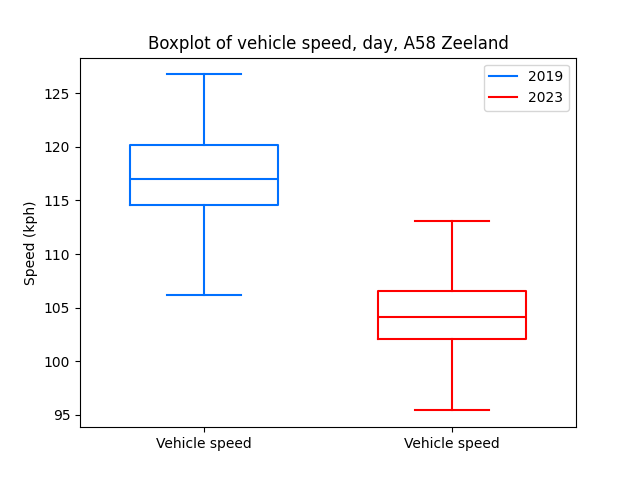 Boxplot of vehicle speed, day, A58 Zeeland
2019
2023
Speed (kph)
125
120
115
110
105
100
95
Vehicle speed
Vehicle speed